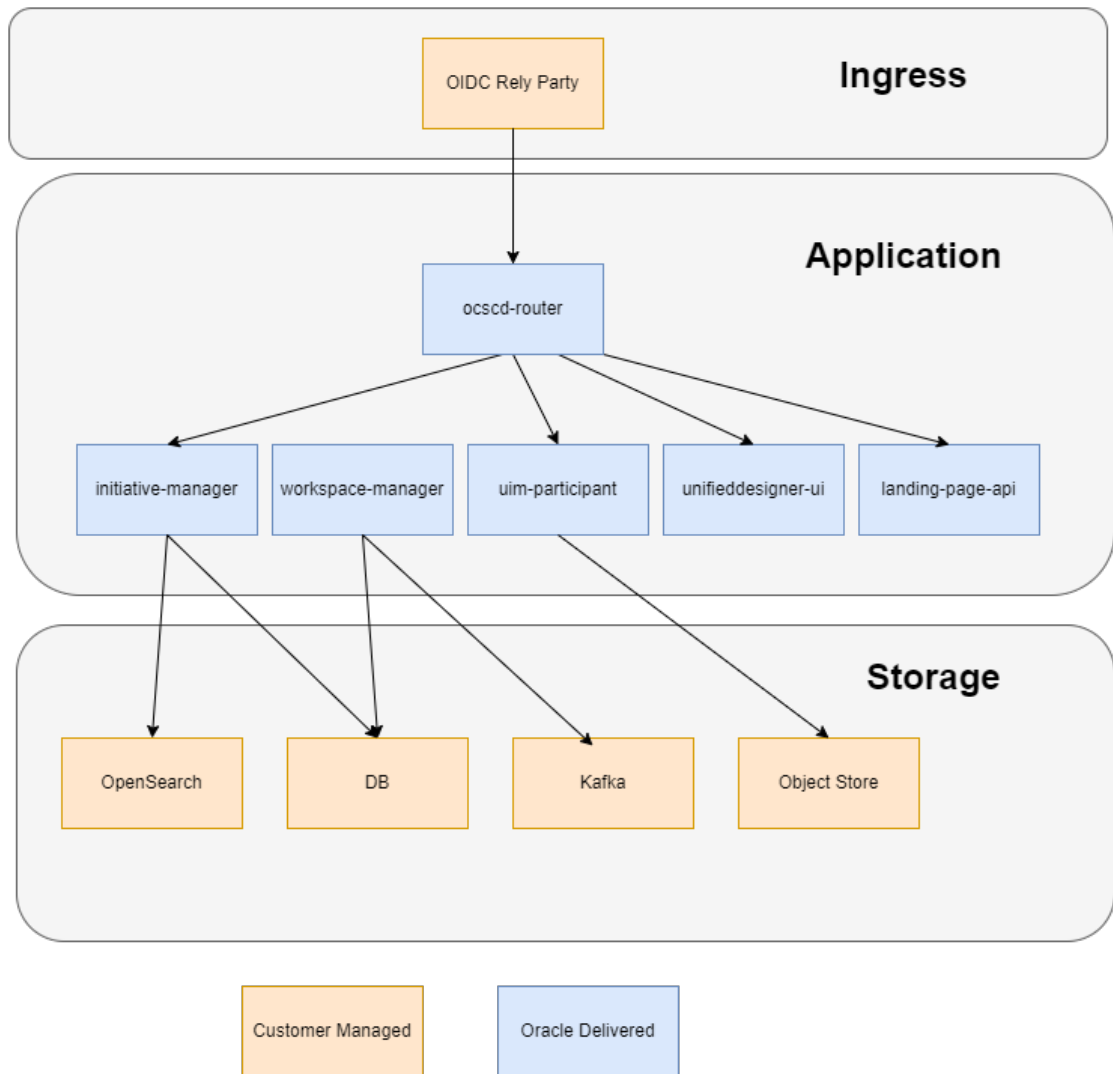 OIDC Rely Party
Ingress
Application
ocscd-router
initiative-manager
workspace-manager
uim-participant
unifieddesigner-ui
landing-page-api
Storage
OpenSearch
DB
Kafka
Object Store
Customer Managed
Oracle Delivered